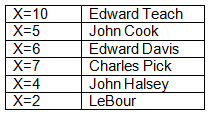 X=10 Edward Teach
X=5 John Cook
X=6 Edward Davis
X=7 Charles Pick
X=4 John Halsey
X=2 LeBour